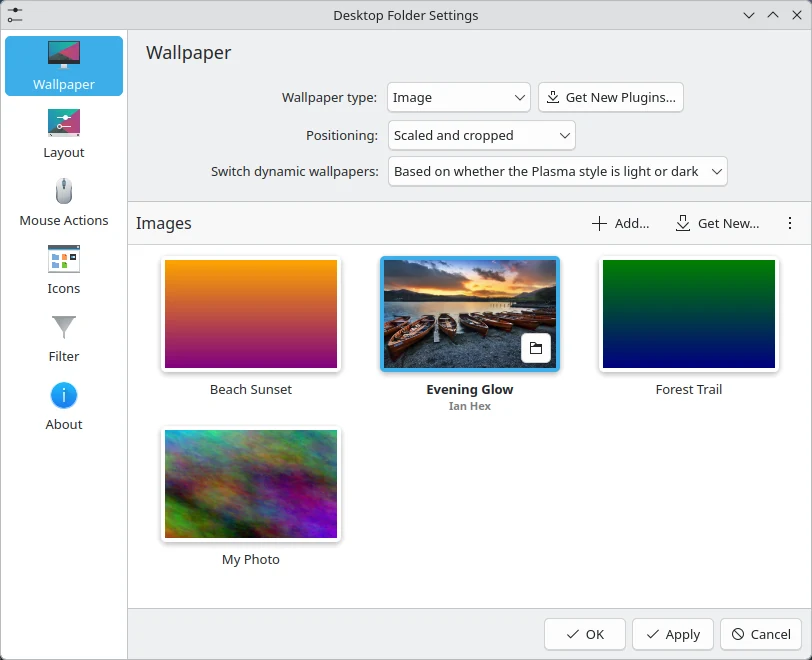 Desktop Folder Settings
Wallpaper
Layout
Mouse Actions
Icons
Filter
About
Wallpaper
Wallpaper type: Image Get New Plugins...
Positioning: Scaled and cropped
Switch dynamic wallpapers: Based on whether the Plasma style is light or dark
Images Add... Get New...
Beach Sunset
Evening Glow
Ian Hex
Forest Trail
My Photo
OK Apply Cancel